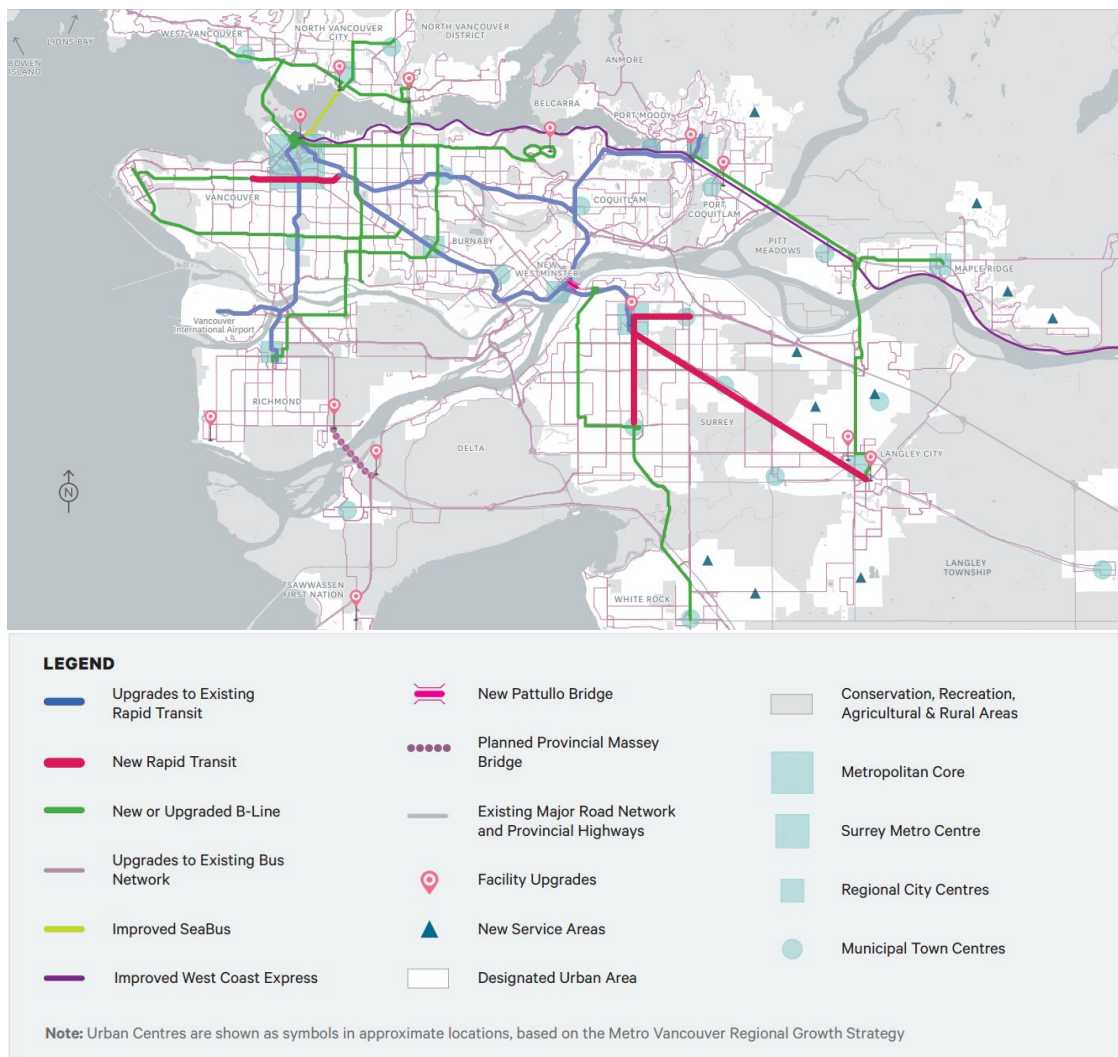 LIONS BAY
BOWEN
ISLAND
WEST VANCOUVER
NORTH VANCOUVER
CITY
NORTH VANCOUVER
DISTRICT
ANMORE
BELCARRA
PORT MOODY
VANCOUVER
BURNABY
COQUITLAM
PORT
COQUITLAM
PITT
MEADOWS
MAPLE RIDGE
NEW
WESTMINSTER
Vancouver
International Airport
RICHMOND
DELTA
SURREY
LANGLEY CITY
N
TSAWWASSEN
FIRST NATION
WHITE ROCK
LANGLEY
TOWNSHIP
LEGEND
Upgrades to Existing
Rapid Transit
New Rapid Transit
New or Upgraded B-Line
Upgrades to Existing Bus
Network
Improved SeaBus
Improved West Coast Express
New Pattullo Bridge
Planned Provincial Massey
Bridge
Existing Major Road Network
and Provincial Highways
Facility Upgrades
New Service Areas
Designated Urban Area
Conservation, Recreation,
Agricultural & Rural Areas
Metropolitan Core
Surrey Metro Centre
Regional City Centres
Municipal Town Centres
Note: Urban Centres are shown as symbols in approximate locations, based on the Metro Vancouver Regional Growth Strategy